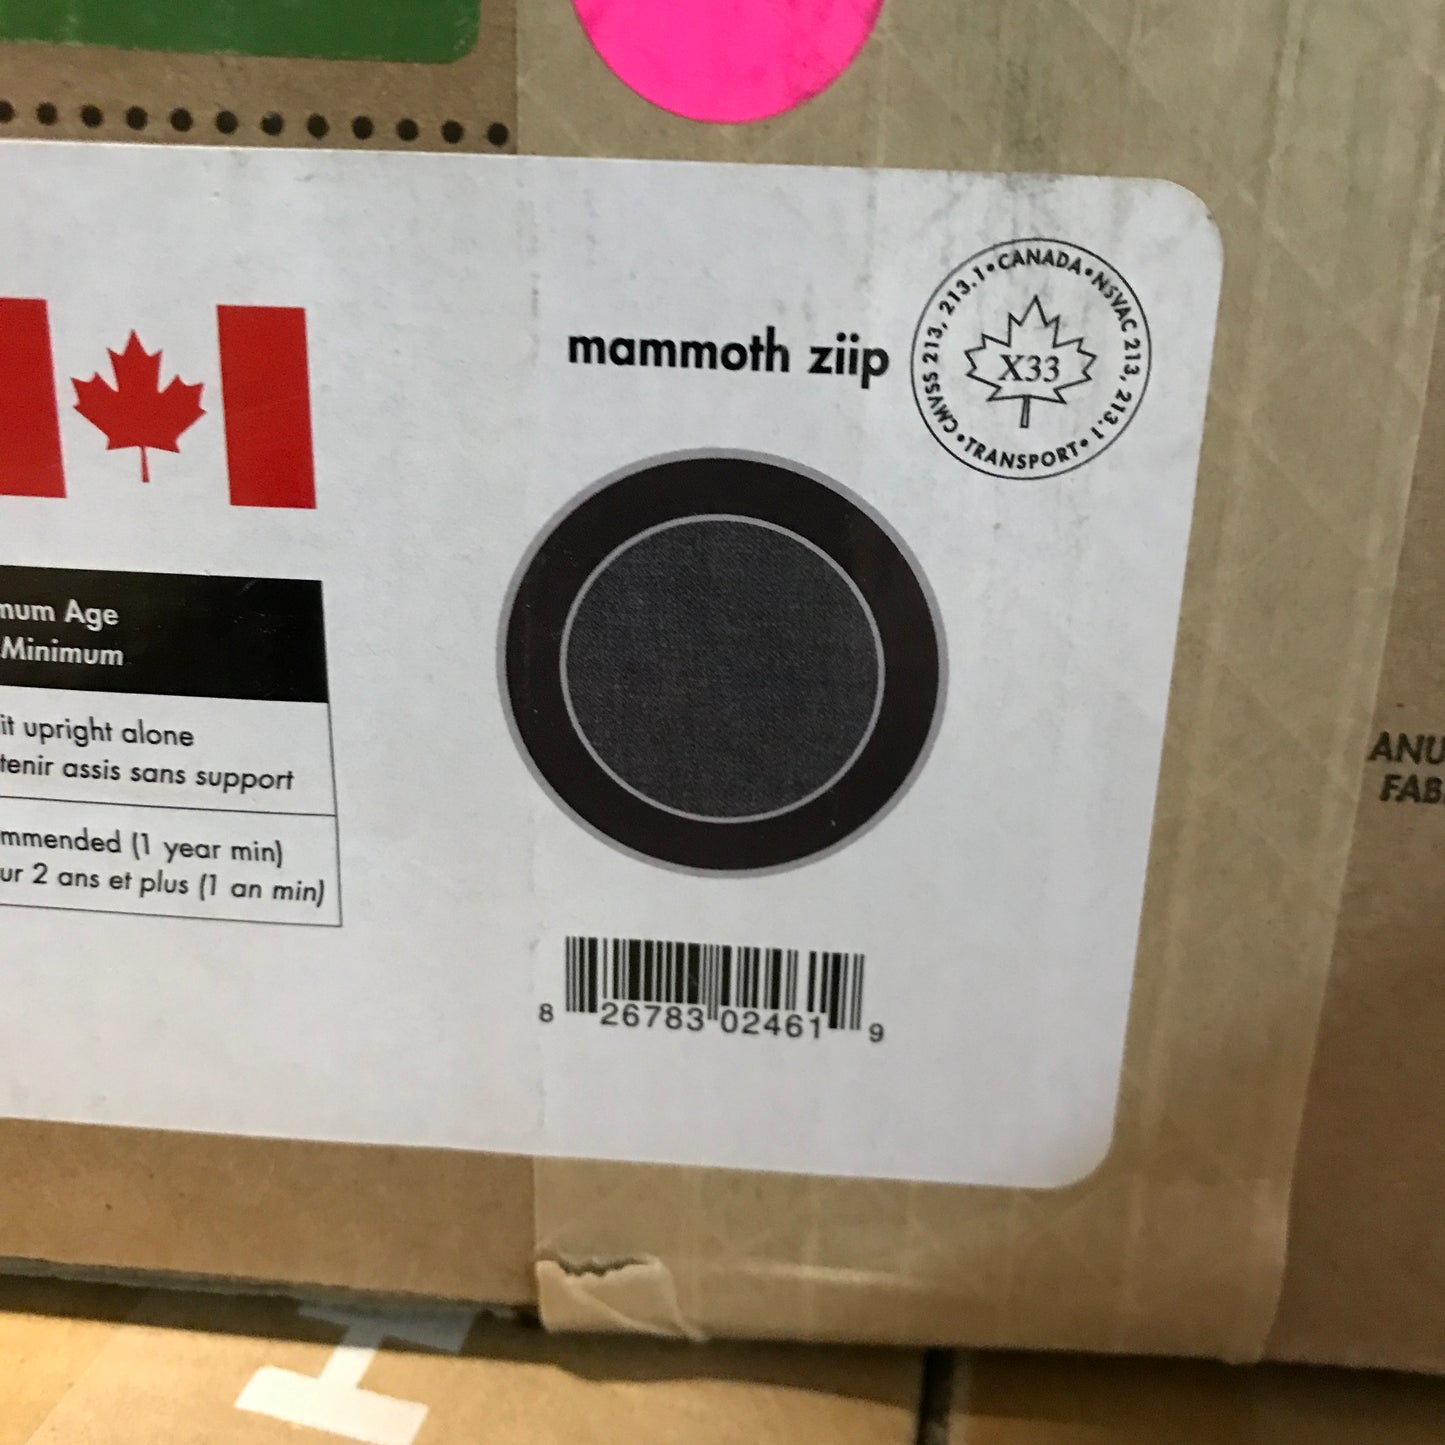 mammoth ziip
CMVSS 213, 213.1 • CANADA • NSVAC 213, 213.1 • TRANSPORT •
X33
mum Age
Minimum
it upright alone
tenir assis sans support
mmended (1 year min)
ur 2 ans et plus (1 an min)
8 26783 02461 9
ANU
FAB